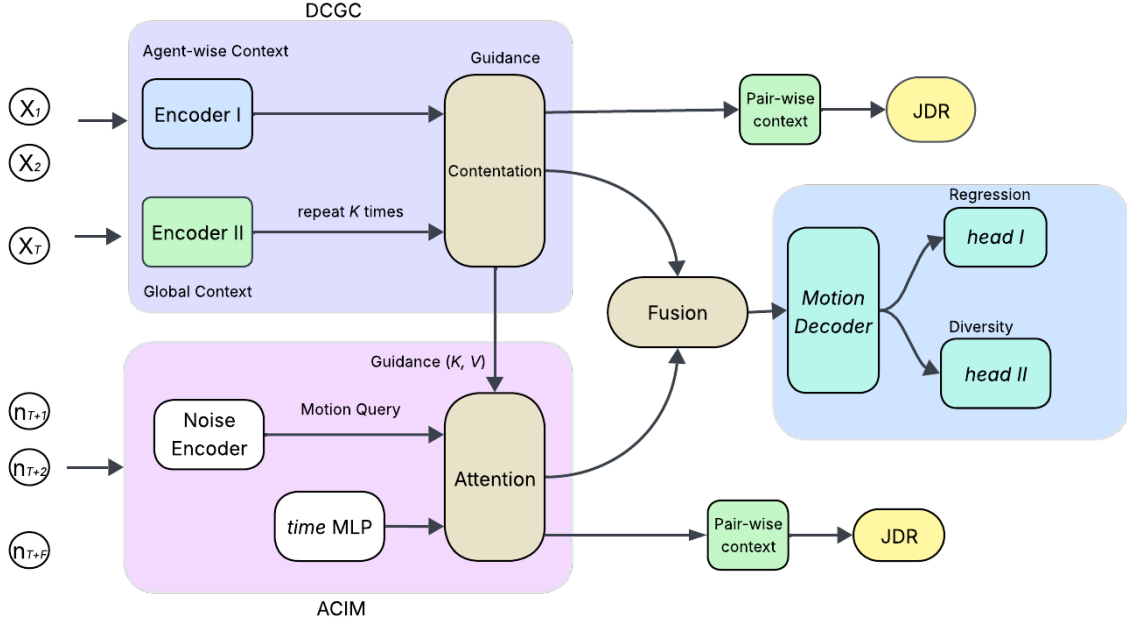 DCGC
Agent-wise Context
Guidance
X1
Encoder I
Pair-wise
context
JDR
X2
Contentation
Regression
repeat K times
Encoder II
head I
XT
Global Context
Motion
Decoder
Fusion
Diversity
Guidance (K, V)
head II
nT+1
Noise
Encoder
Motion Query
nT+2
Attention
time MLP
Pair-wise
context
JDR
nT+F
ACIM